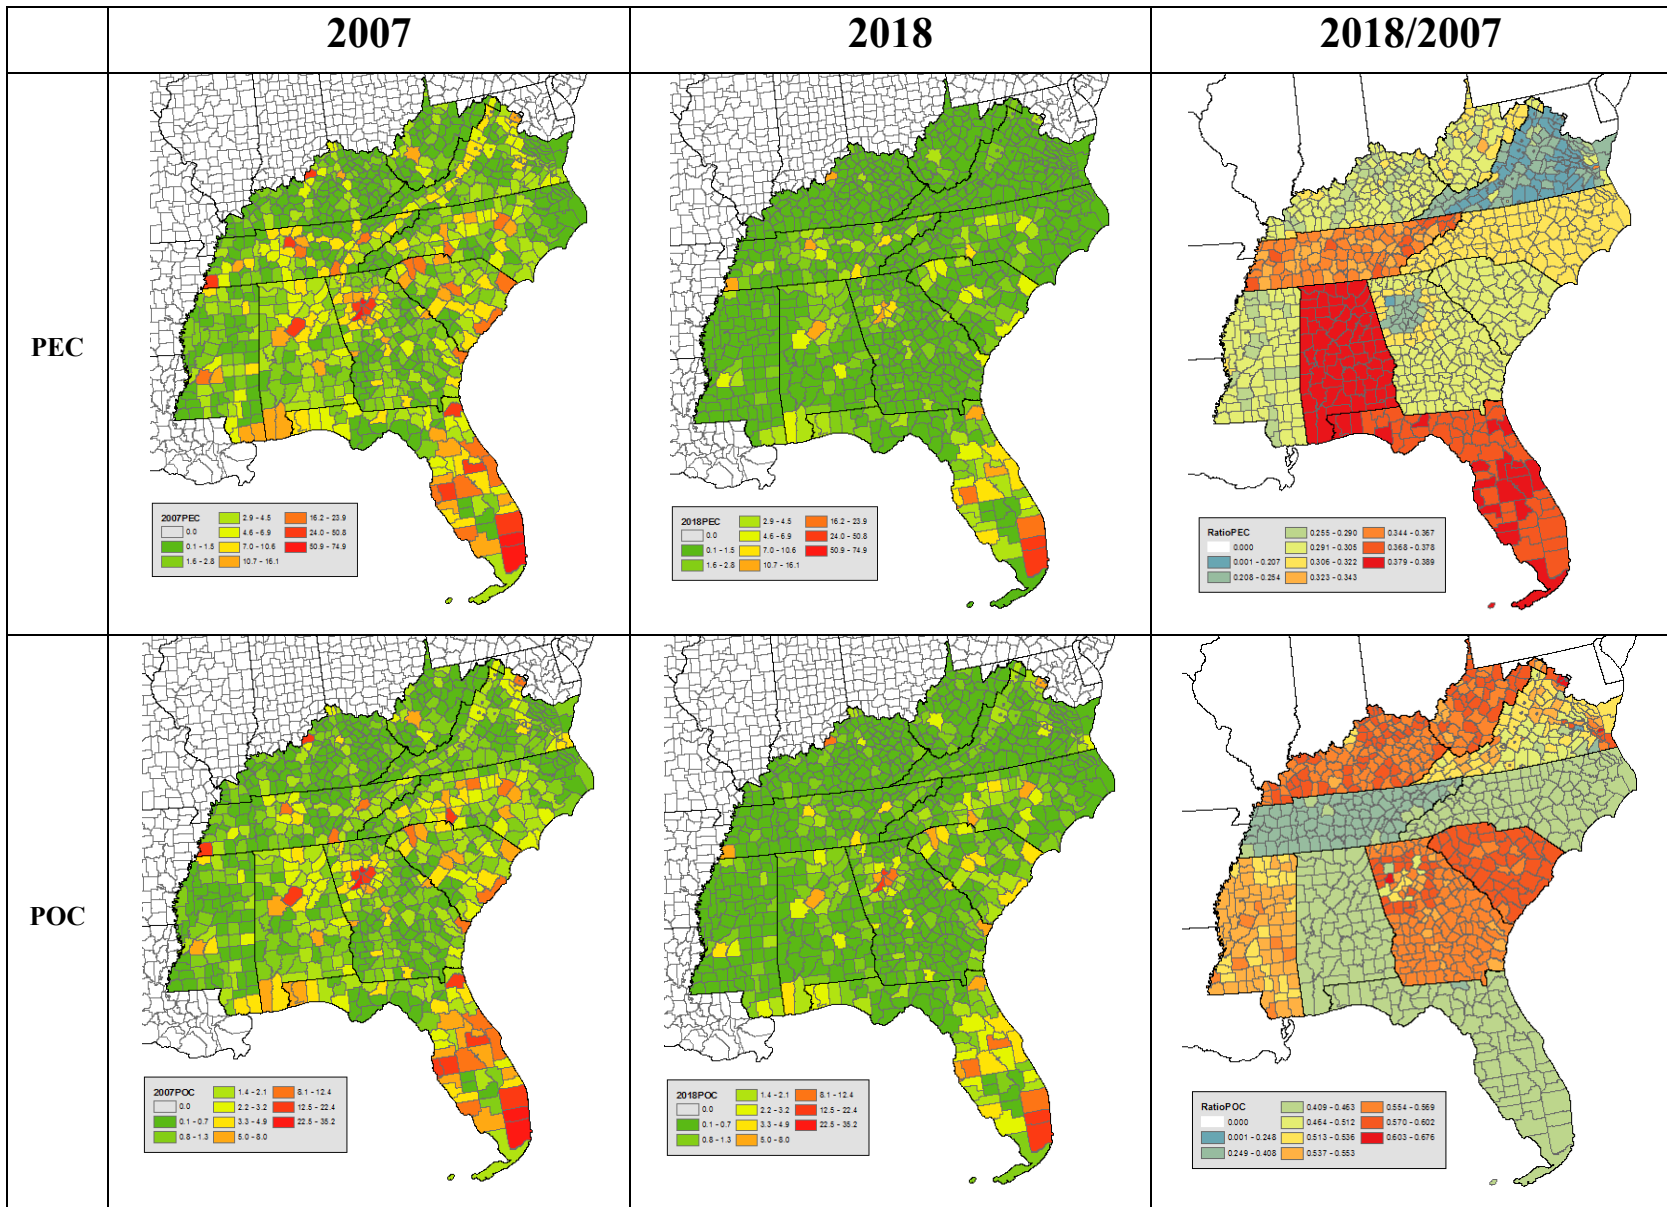 2007 2018 2018/2007
PEC
2007PEC 2.9 - 4.5 16.2 - 23.9
0.0 4.6 - 6.9 24.0 - 50.8
0.1 - 1.5 7.0 - 10.6 50.9 - 74.9
1.6 - 2.8 10.7 - 16.1
2018PEC 2.9 - 4.5 16.2 - 23.9
0.0 4.6 - 6.9 24.0 - 50.8
0.1 - 1.5 7.0 - 10.6 50.9 - 74.9
1.6 - 2.8 10.7 - 16.1
RatioPEC 0.255 - 0.290 0.344 - 0.367
0.000 0.291 - 0.305 0.368 - 0.378
0.001 - 0.207 0.306 - 0.322 0.379 - 0.389
0.208 - 0.254 0.323 - 0.343
POC
2007POC 1.4 - 2.1 8.1 - 12.4
0.0 2.2 - 3.2 12.5 - 22.4
0.1 - 0.7 3.3 - 4.9 22.5 - 35.2
0.8 - 1.3 5.0 - 8.0
2018POC 1.4 - 2.1 8.1 - 12.4
0.0 2.2 - 3.2 12.5 - 22.4
0.1 - 0.7 3.3 - 4.9 22.5 - 35.2
0.8 - 1.3 5.0 - 8.0
RatioPOC 0.409 - 0.463 0.554 - 0.569
0.000 0.464 - 0.512 0.570 - 0.602
0.001 - 0.248 0.513 - 0.536 0.603 - 0.676
0.249 - 0.408 0.537 - 0.553